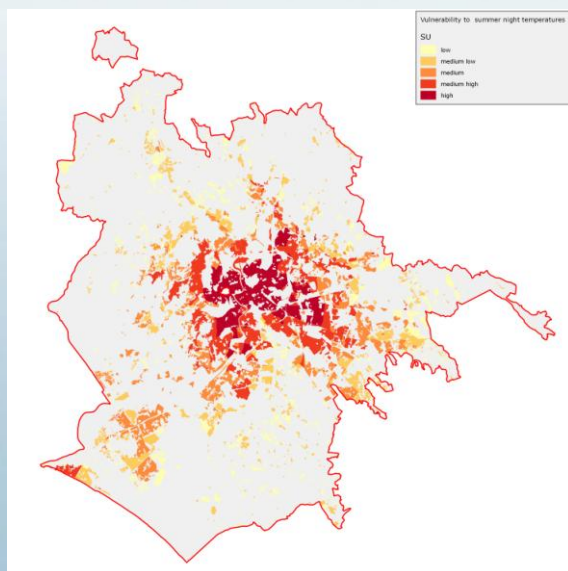 Vulnerability to summer night temperatures
SU
low
medium low
medium
medium high
high